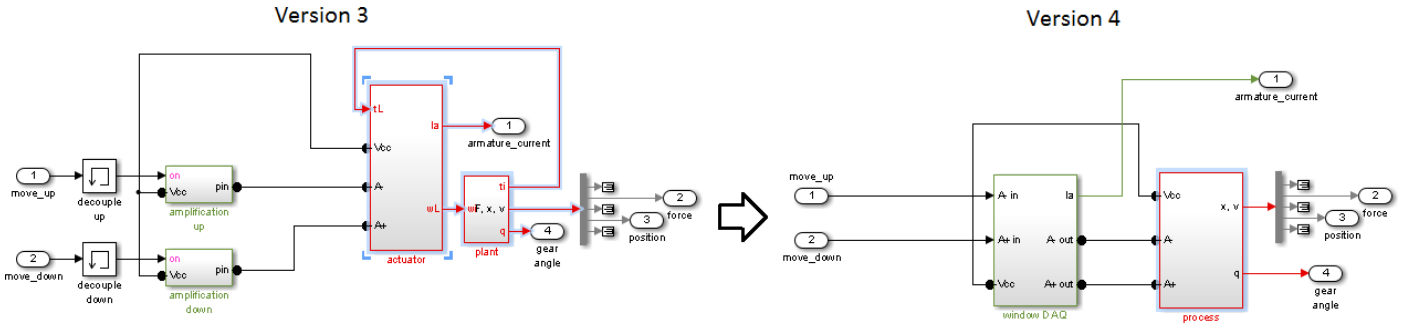 Version 3
Version 4
1
move_up
decouple
up
on
Vcc
pin
amplification
up
2
move_down
decouple
down
on
Vcc
pin
amplification
down
tL
Ia
Vcc
A-
wL
A+
actuator
1
armature_current
ti
wF, x, v
q
plant
2
force
3
position
4
gear
angle
move_up
1
2
move_down
A- in
Ia
A+ in
A- out
Vcc
A+ out
window DAQ
1
armature_current
Vcc
x, v
A-
q
A+
process
2
force
3
position
4
gear
angle